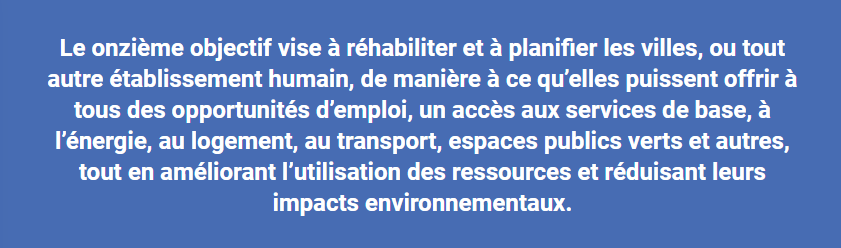 Le onzième objectif vise à réhabiliter et à planifier les villes, ou tout
autre établissement humain, de manière à ce qu’elles puissent offrir à
tous des opportunités d’emploi, un accès aux services de base, à
l’énergie, au logement, au transport, espaces publics verts et autres,
tout en améliorant l’utilisation des ressources et réduisant leurs
impacts environnementaux.